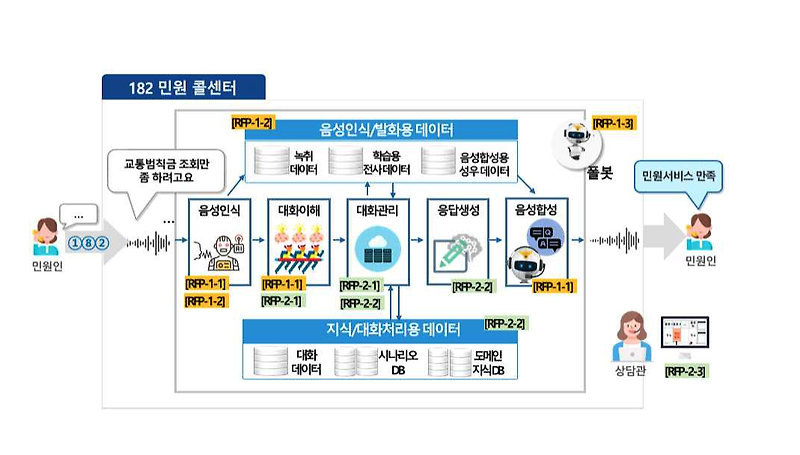 182 민원 콜센터
[RFP-1-2]
음성인식/발화용 데이터
[RFP-1-3]
녹취
데이터
학습용
전사데이터
음성합성용
성우 데이터
폴봇
교통범칙금 조회만
좀 하려고요
민원서비스 만족
...
①⑧②
민원인
...
음성인식
대화이해
대화관리
응답생성
음성합성
Q
A
민원인
[RFP-1-1]
[RFP-1-2]
[RFP-1-1]
[RFP-2-1]
[RFP-2-1]
[RFP-2-2]
[RFP-2-2]
[RFP-1-1]
지식/대화처리용 데이터
[RFP-2-2]
대화
데이터
시나리오
DB
도메인
지식DB
상담관
[RFP-2-3]